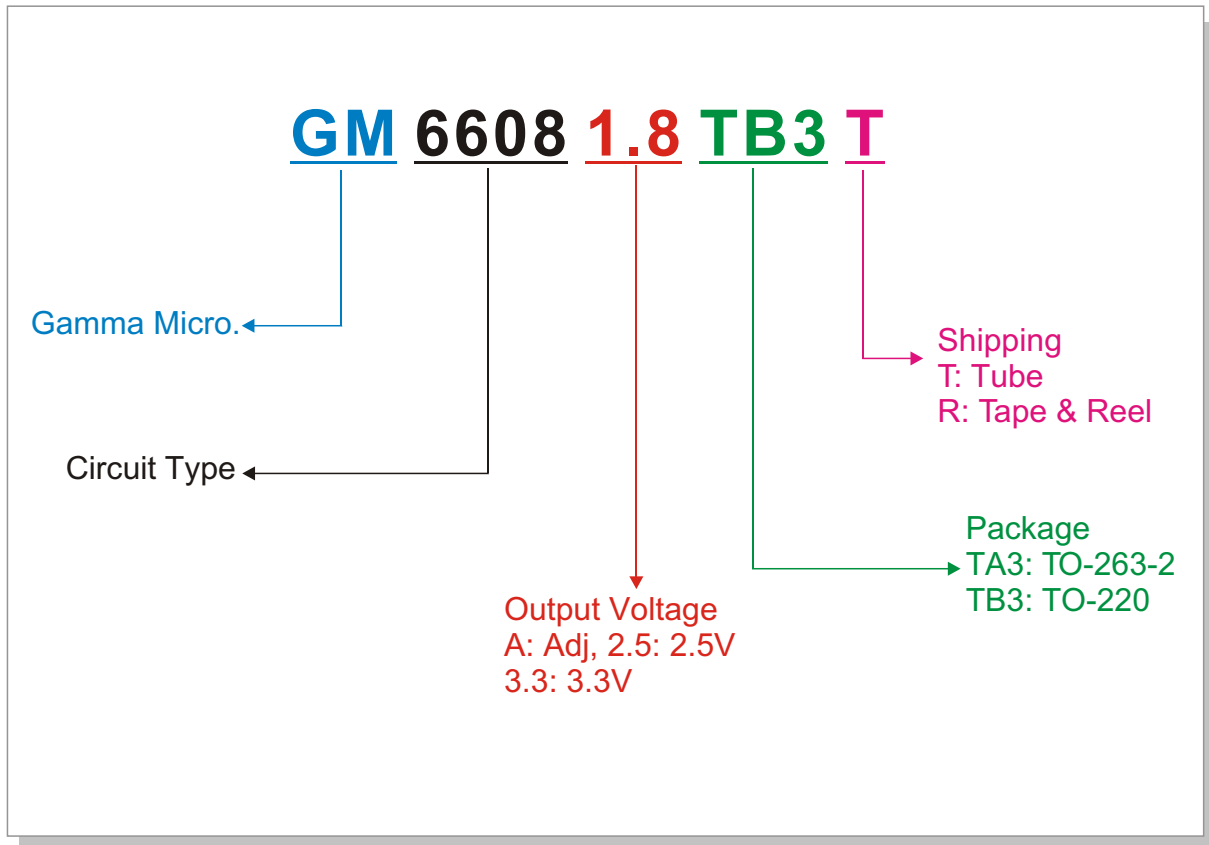 GM 6608 1.8 TB3 T
Gamma Micro.
Circuit Type
Output Voltage
A: Adj, 2.5: 2.5V
3.3: 3.3V
Package
TA3: TO-263-2
TB3: TO-220
Shipping
T: Tube
R: Tape & Reel